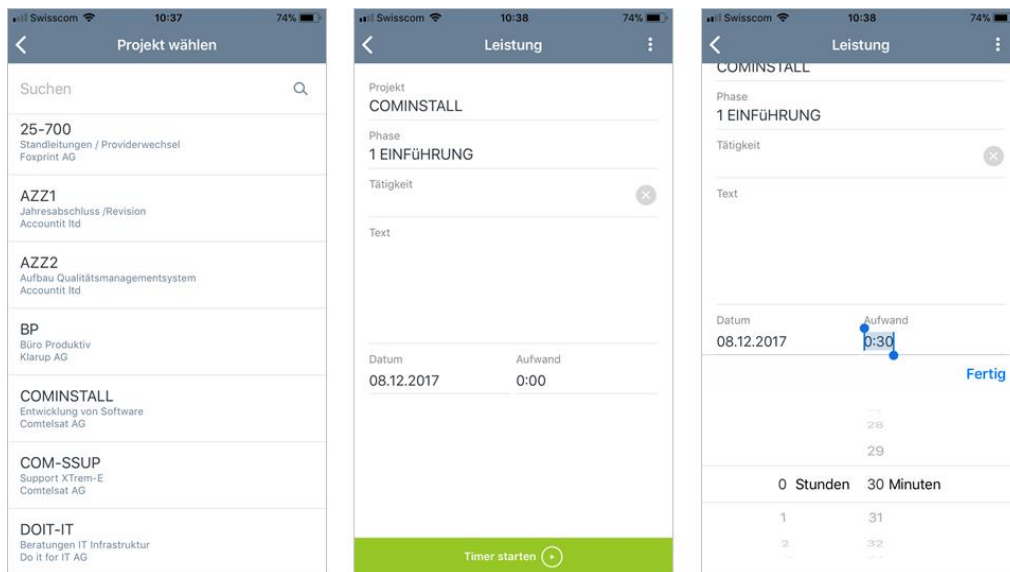 Swisscom 10:37 74%
Projekt wählen
Suchen
25-700
Standleitungen / Providerwechsel
Foxprint AG
AZZ1
Jahresabschluss /Revision
Accountit ltd
AZZ2
Aufbau Qualitätsmanagementsystem
Accountit ltd
BP
Büro Produktiv
Klarup AG
COMINSTALL
Entwicklung von Software
Comtelsat AG
COM-SSUP
Support XTrem-E
Comtelsat AG
DOIT-IT
Beratungen IT Infrastruktur
Do it for IT AG
Swisscom 10:38 74%
Leistung
Projekt
COMINSTALL
Phase
1 EINFüHRUNG
Tätigkeit
Text
Datum Aufwand
08.12.2017 0:00
Timer starten
Swisscom 10:38 74%
Leistung
COMINSTALL
Phase
1 EINFüHRUNG
Tätigkeit
Text
Datum Aufwand
08.12.2017 0:30
Fertig
28
29
0 Stunden 30 Minuten
1 31
2 32